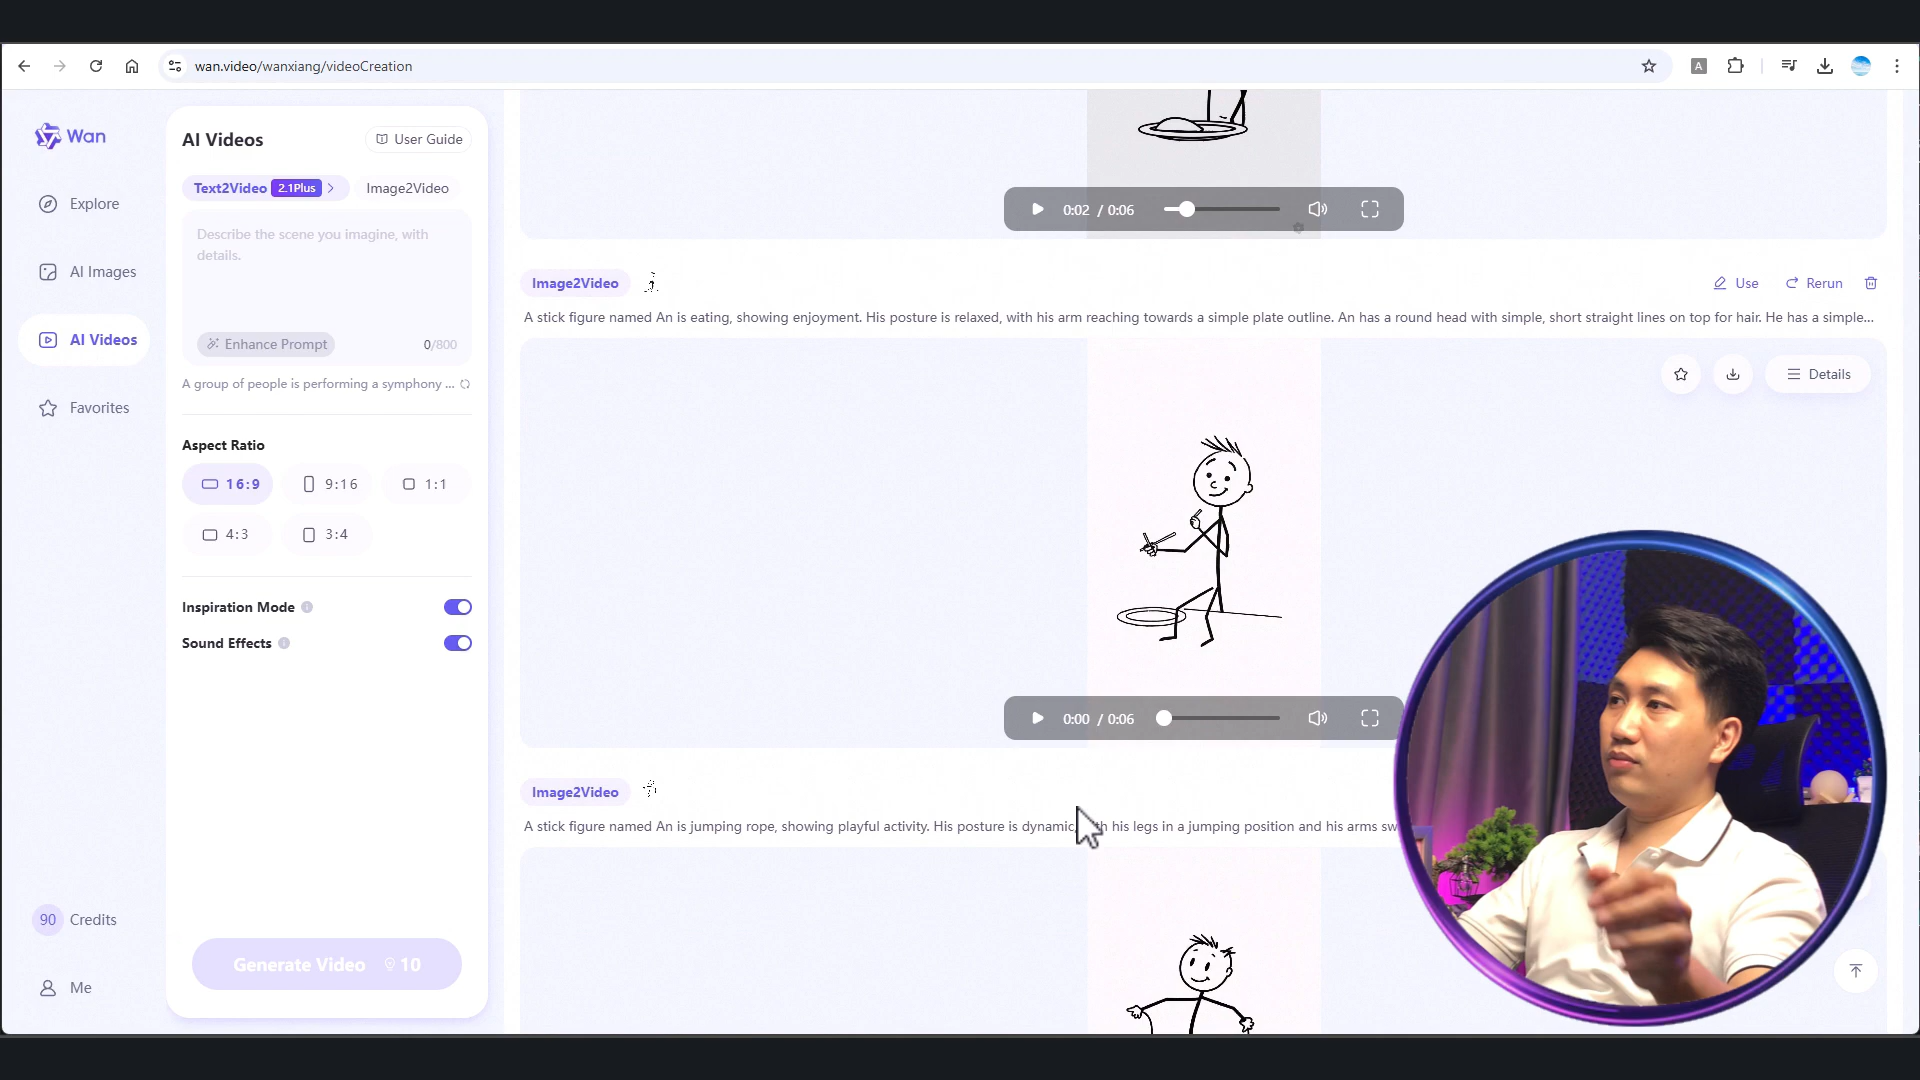 wan.video/wanxiang/videoCreation
A
Wan
Explore
AI Images
AI Videos
Favorites
90 Credits
Me
AI Videos
User Guide
Text2Video 2.1Plus
Image2Video
Describe the scene you imagine, with
details.
Enhance Prompt
0/800
A group of people is performing a symphony ...
Aspect Ratio
16:9
9:16
1:1
4:3
3:4
Inspiration Mode
Sound Effects
Generate Video 10
0:02 / 0:06
Image2Video
Use
Rerun
A stick figure named An is eating, showing enjoyment. His posture is relaxed, with his arm reaching towards a simple plate outline. An has a round head with simple, short straight lines on top for hair. He has a simple...
Details
0:00 / 0:06
Image2Video
A stick figure named An is jumping rope, showing playful activity. His posture is dynamic, with his legs in a jumping position and his arms sw